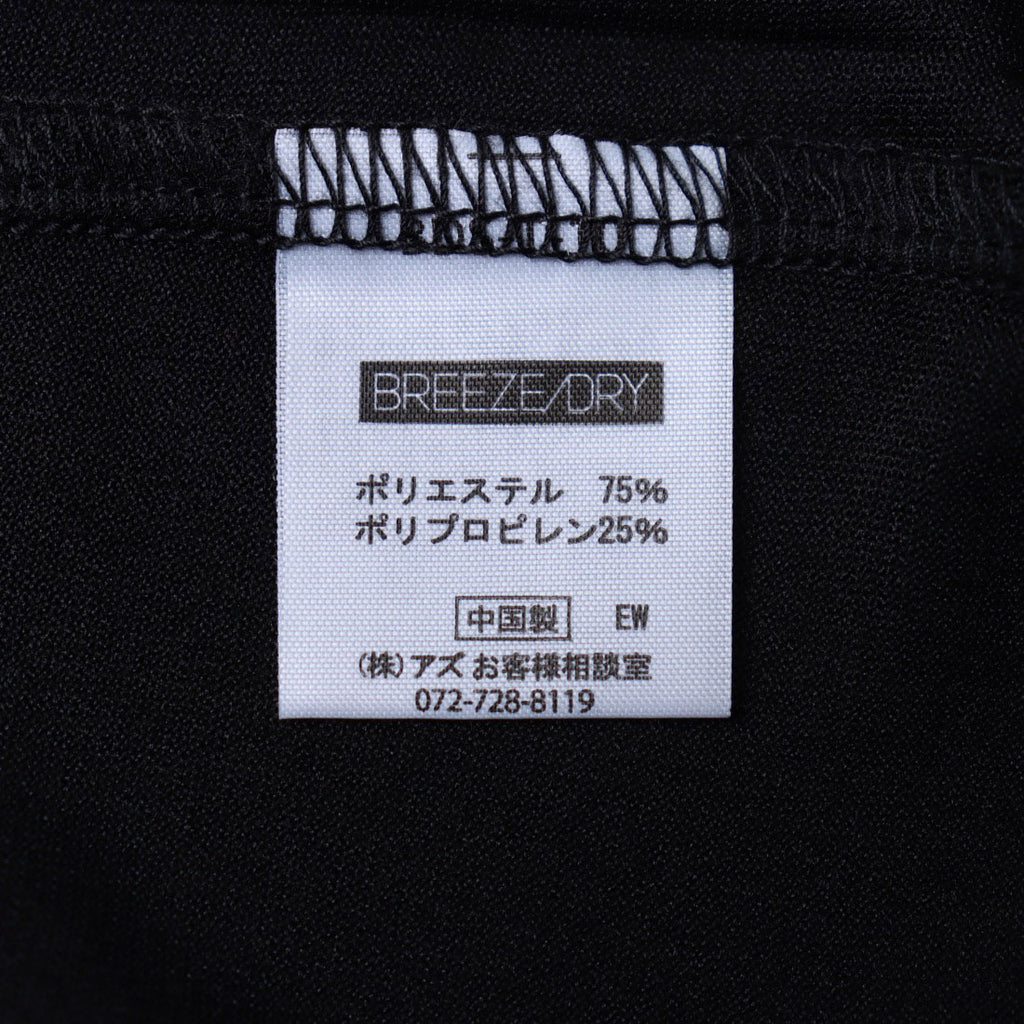 BREEZE/DRY
ポリエステル 75%
ポリプロピレン25%
中国製 EW
(株)アズ お客様相談室
072-728-8119